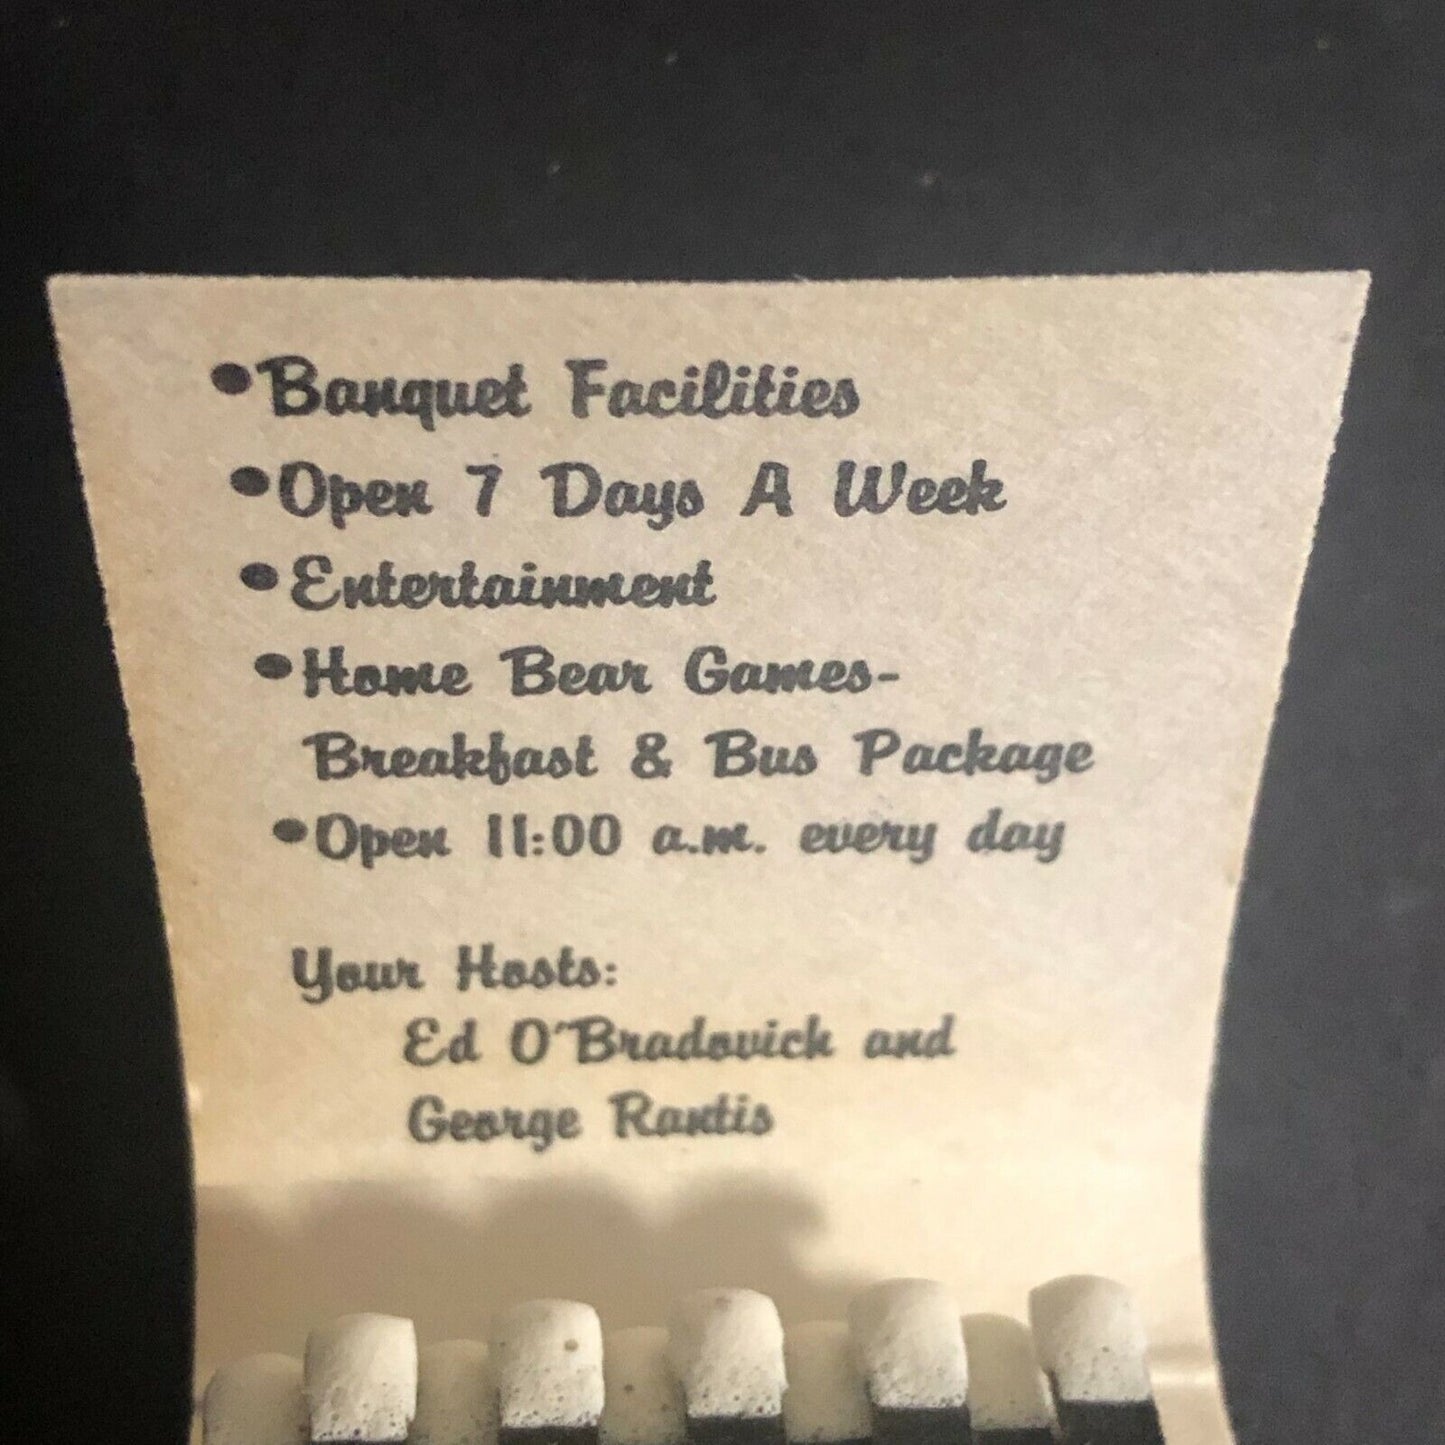 •Banquet Facilities
•Open 7 Days A Week
•Entertainment
•Home Bear Games-
Breakfast & Bus Package
•Open 11:00 a.m. every day
Your Hosts:
Ed O'Bradovich and
George Rantis